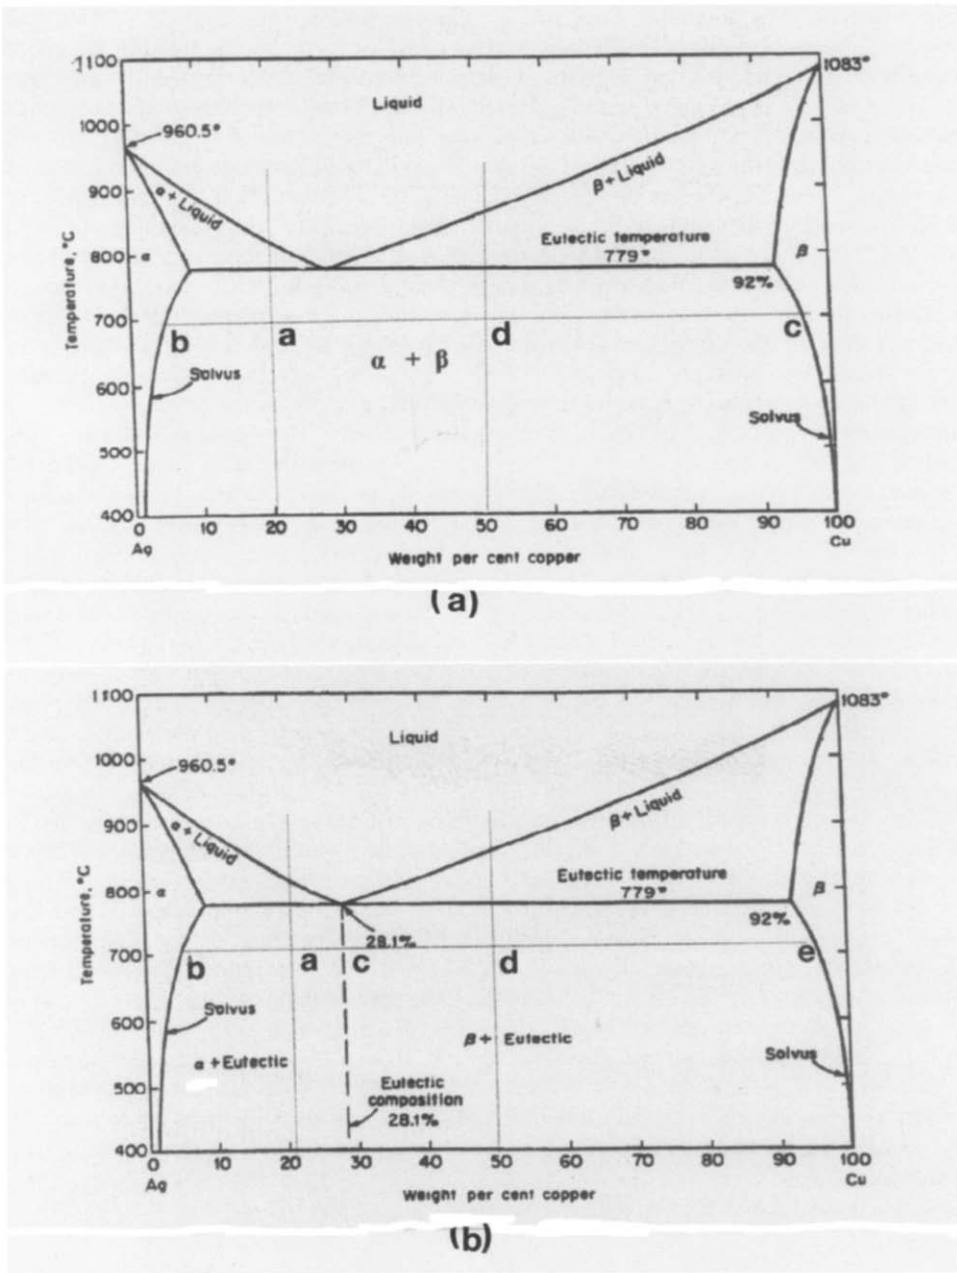 1100
1083°
Liquid
1000
960.5°
β+Liquid
900
α+Liquid
Eutectic temperature
779°
800
α
β
92%
700
b
a
d
c
α + β
600
Solvus
Solvus
500
400
0 10 20 30 40 50 60 70 80 90 100
Ag
Cu
Weight per cent copper
Temperature, °C
(a)
1100
1083°
Liquid
1000
960.5°
β+Liquid
900
α+Liquid
Eutectic temperature
779°
800
α
β
92%
28.1%
700
b
a
c
d
e
600
Solvus
β+ Eutectic
α+Eutectic
Solvus
500
Eutectic
composition
28.1%
400
0 10 20 30 40 50 60 70 80 90 100
Ag
Cu
Weight per cent copper
Temperature, °C
(b)